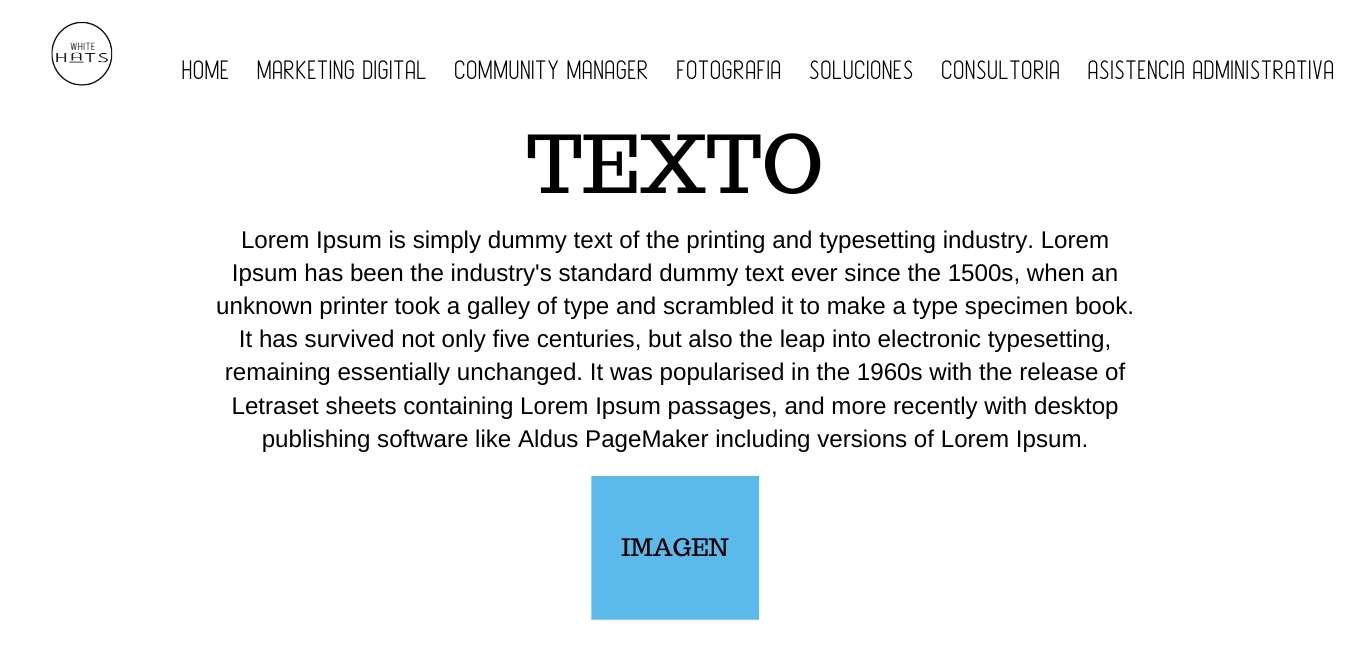 WHITE
HATS
HOME MARKETING DIGITAL COMMUNITY MANAGER FOTOGRAFIA SOLUCIONES CONSULTORIA ASISTENCIA ADMINISTRATIVA
TEXTO
Lorem Ipsum is simply dummy text of the printing and typesetting industry. Lorem
Ipsum has been the industry's standard dummy text ever since the 1500s, when an
unknown printer took a galley of type and scrambled it to make a type specimen book.
It has survived not only five centuries, but also the leap into electronic typesetting,
remaining essentially unchanged. It was popularised in the 1960s with the release of
Letraset sheets containing Lorem Ipsum passages, and more recently with desktop
publishing software like Aldus PageMaker including versions of Lorem Ipsum.
IMAGEN